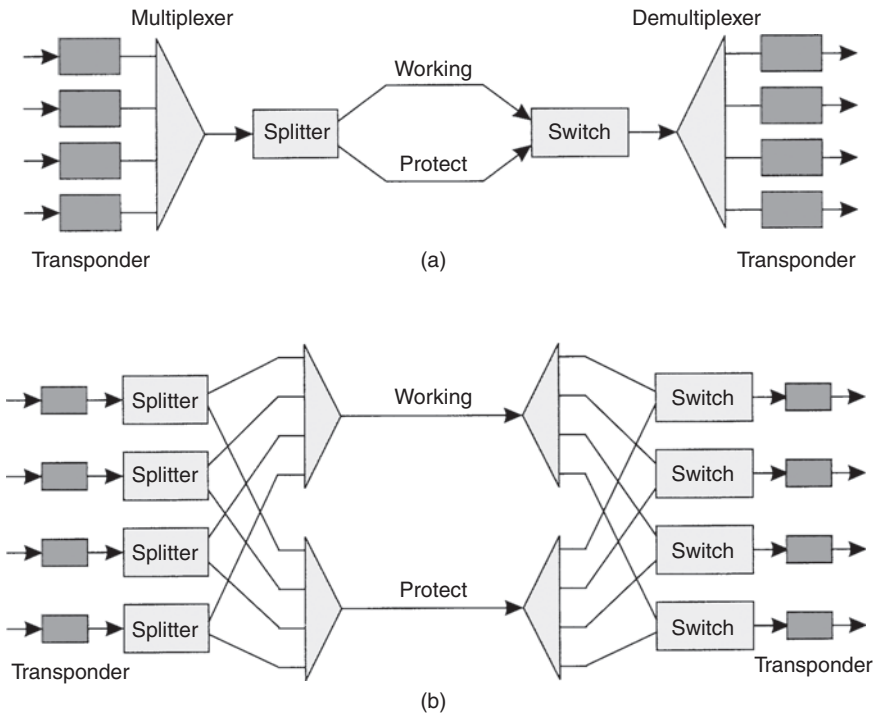 Multiplexer
Demultiplexer
Working
Splitter
Switch
Protect
Transponder
(a)
Transponder
Splitter
Working
Switch
Splitter
Switch
Splitter
Switch
Protect
Splitter
Switch
Transponder
Transponder
(b)